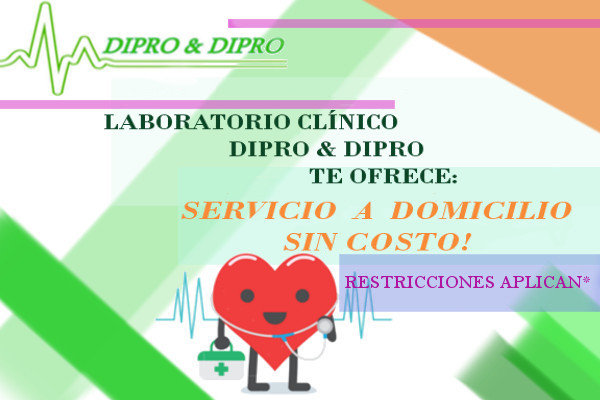 DIPRO & DIPRO
LABORATORIO CLÍNICO
DIPRO & DIPRO
TE OFRECE:
SERVICIO A DOMICILIO
SIN COSTO!
RESTRICCIONES APLICAN*